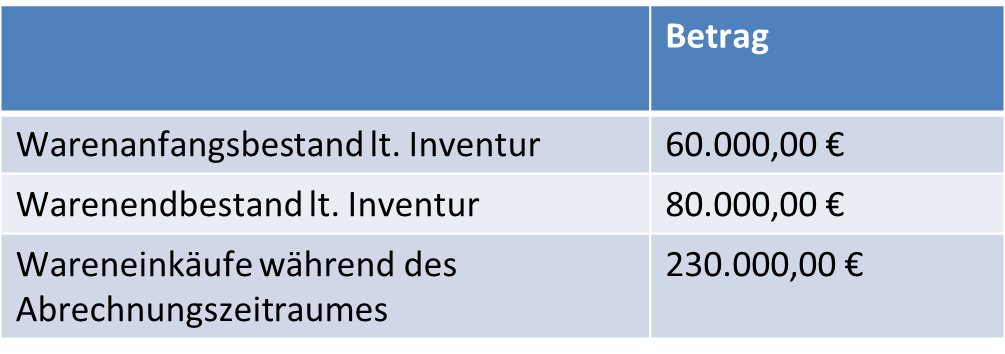 Betrag
Warenanfangsbestand lt. Inventur 60.000,00 €
Warenendbestand lt. Inventur 80.000,00 €
Wareneinkäufe während des 230.000,00 €
Abrechnungszeitraumes